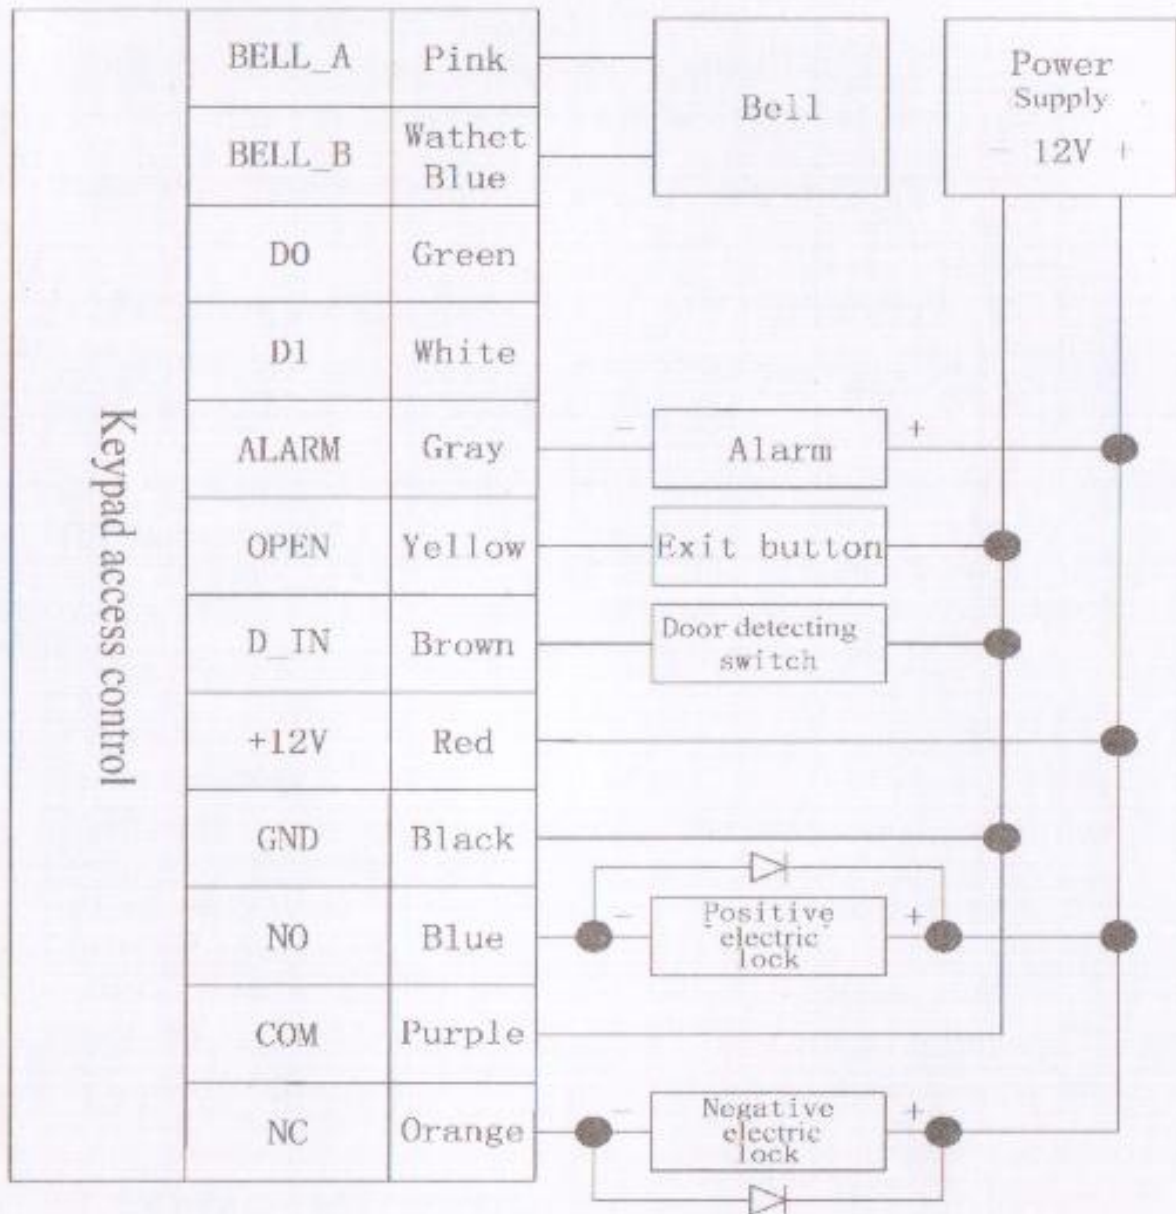 Keypad access control
BELL_A Pink
BELL_B Wathet
Blue
D0 Green
D1 White
ALARM Gray
OPEN Yellow
D_IN Brown
+12V Red
GND Black
NO Blue
COM Purple
NC Orange
Bell
Power
Supply
- 12V +
- Alarm +
Exit button
Door detecting
switch
- Positive +
electric
lock
- Negative +
electric
lock